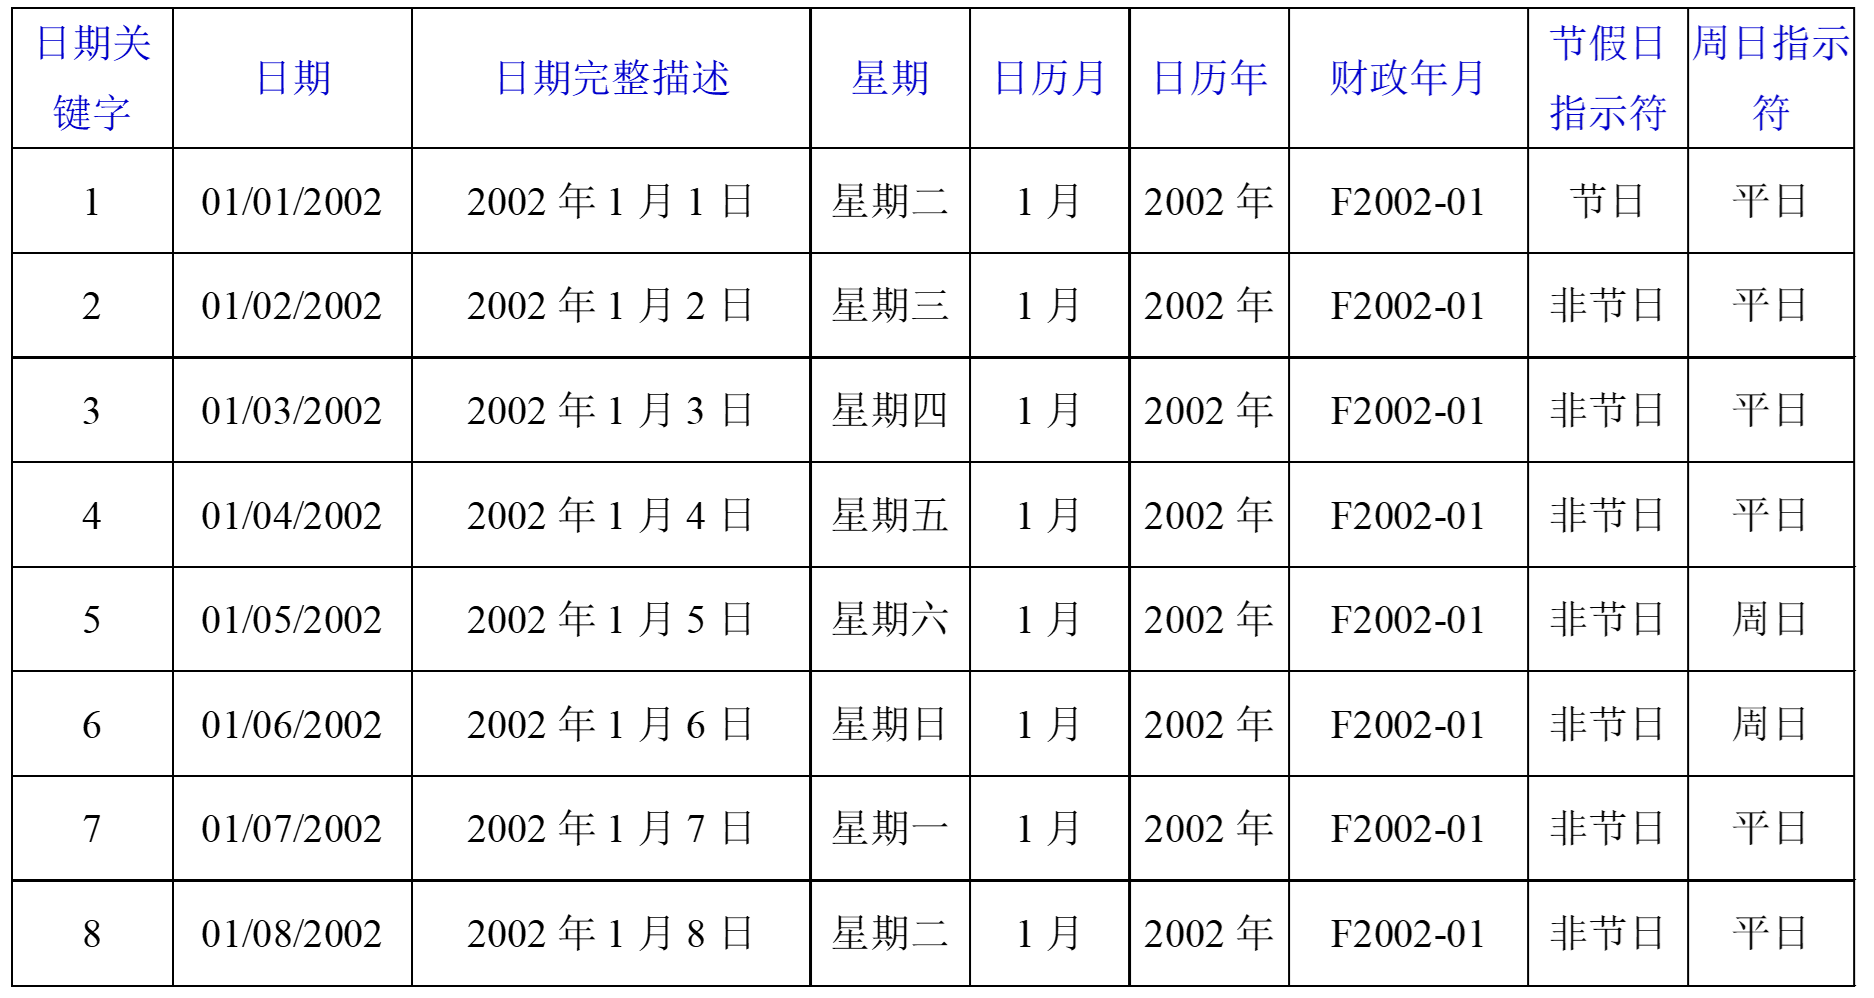 日期关键字 日期 日期完整描述 星期 日历月 日历年 财政年月 节假日指示符 周日指示符
1 01/01/2002 2002 年 1 月 1 日 星期二 1 月 2002 年 F2002-01 节日 平日
2 01/02/2002 2002 年 1 月 2 日 星期三 1 月 2002 年 F2002-01 非节日 平日
3 01/03/2002 2002 年 1 月 3 日 星期四 1 月 2002 年 F2002-01 非节日 平日
4 01/04/2002 2002 年 1 月 4 日 星期五 1 月 2002 年 F2002-01 非节日 平日
5 01/05/2002 2002 年 1 月 5 日 星期六 1 月 2002 年 F2002-01 非节日 周日
6 01/06/2002 2002 年 1 月 6 日 星期日 1 月 2002 年 F2002-01 非节日 周日
7 01/07/2002 2002 年 1 月 7 日 星期一 1 月 2002 年 F2002-01 非节日 平日
8 01/08/2002 2002 年 1 月 8 日 星期二 1 月 2002 年 F2002-01 非节日 平日